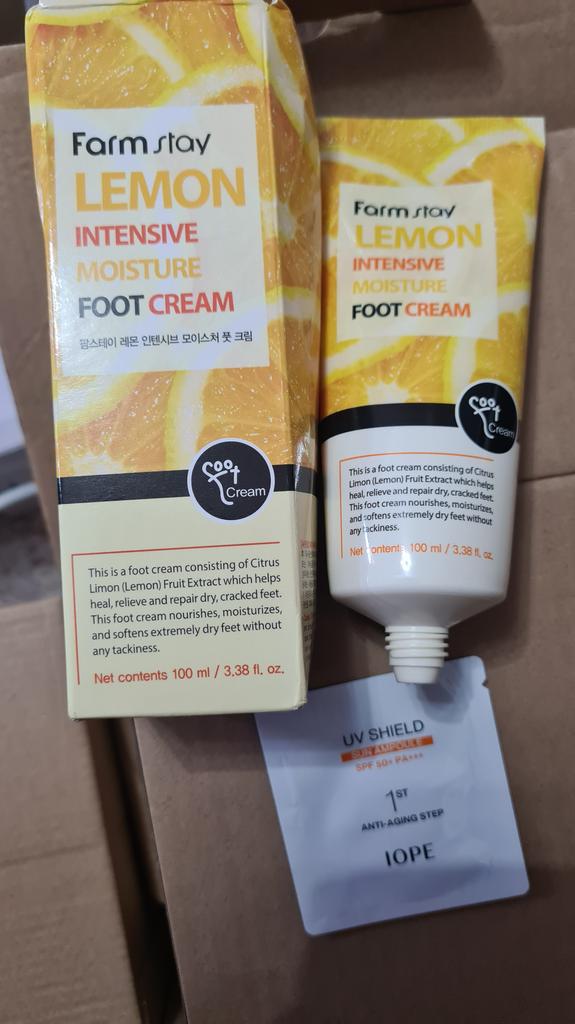 Farm stay
LEMON
INTENSIVE
MOISTURE
FOOT CREAM
팜스테이 레몬 인텐시브 모이스처 풋 크림
Foot
Cream
This is a foot cream consisting of Citrus
Limon (Lemon) Fruit Extract which helps
heal, relieve and repair dry, cracked feet.
This foot cream nourishes, moisturizes,
and softens extremely dry feet without
any tackiness.
Net contents 100 ml / 3.38 fl. oz.
Farm stay
LEMON
INTENSIVE
MOISTURE
FOOT CREAM
Foot
Cream
This is a foot cream consisting of Citrus
Limon (Lemon) Fruit Extract which helps
heal, relieve and repair dry, cracked feet.
This foot cream nourishes, moisturizes,
and softens extremely dry feet without
any tackiness.
Net contents 100 ml / 3.38 fl. oz.
UV SHIELD
SUN AMPOULE
SPF 50+ PA+++
1ST
ANTI-AGING STEP
IOPE